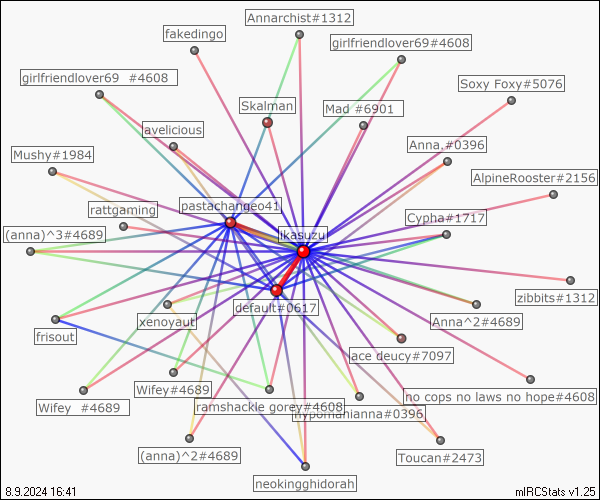 Annarchist#1312
fakedingo
girlfriendlover69#4608
girlfriendlover69 #4608
Soxy Foxy#5076
Skalman
Mad #6901
lavelicious
Anna.#0396
Mushy#1984
AlpineRooster#2156
pastachangeo41
rattgaming
Cypha#1717
(anna)^3#4689
likasuzu
zibbits#1312
default#0617
Anna^2#4689
xenoyaut
frisout
ace deucy#7097
Wifey#4689
no cops no laws no hope#4608
Wifey #4689
ramshackle gorey#4608
hypomanianna#0396
(anna)^2#4689
Toucan#2473
neokingghidorah
8.9.2024 16:41
mIRCStats v1.25